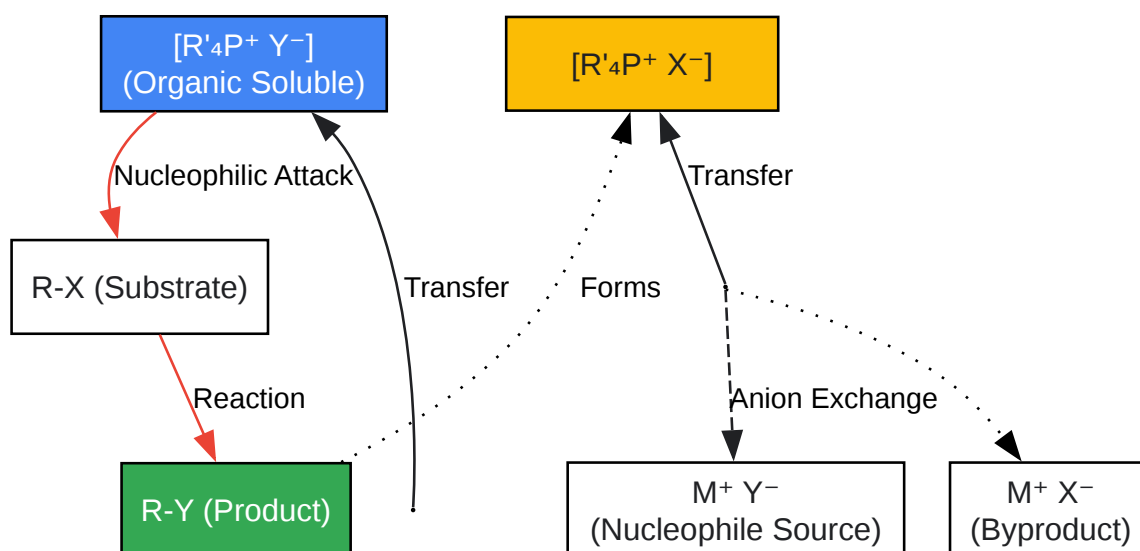 [R'₄P⁺ Y⁻]
(Organic Soluble)
[R'₄P⁺ X⁻]
Nucleophilic Attack
Transfer
R-X (Substrate)
Transfer
Forms
Reaction
Anion Exchange
R-Y (Product)
M⁺ Y⁻
(Nucleophile Source)
M⁺ X⁻
(Byproduct)